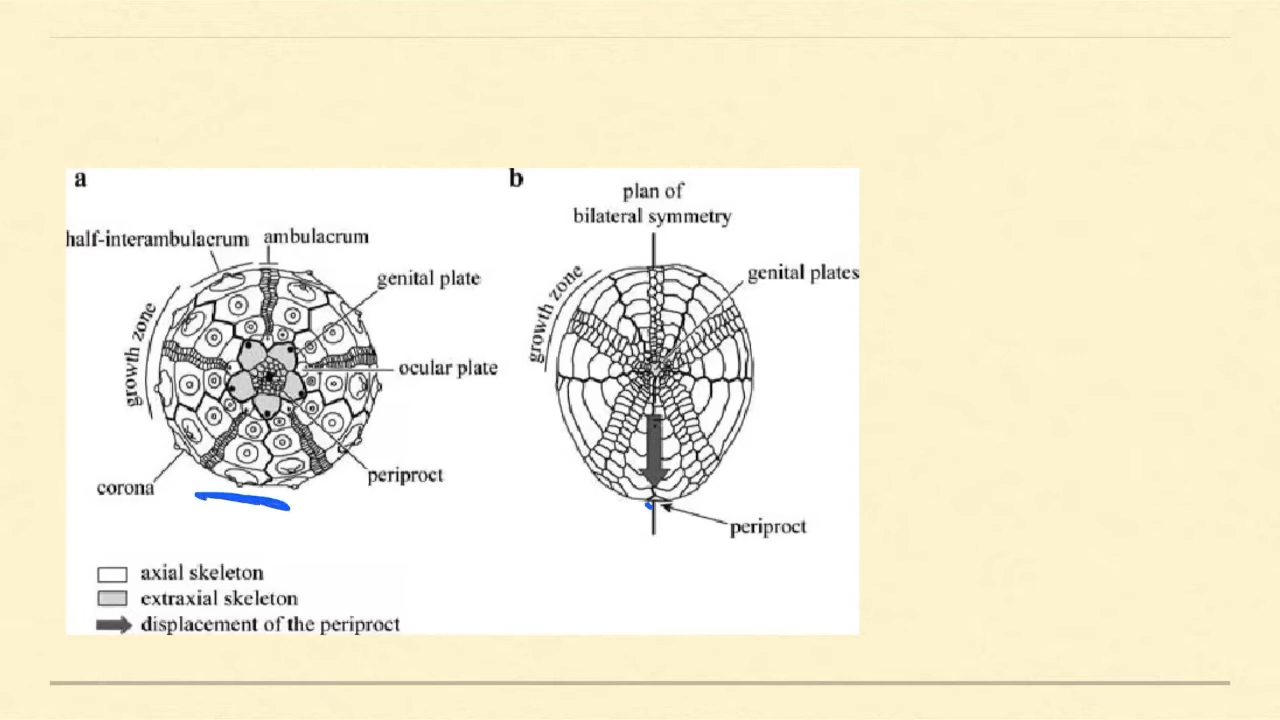 a
half-interambulacrum
ambulacrum
genital plate
growth zone
ocular plate
periproct
corona
axial skeleton
extraxial skeleton
displacement of the periproct
b
plan of
bilateral symmetry
genital plates
growth zone
periproct